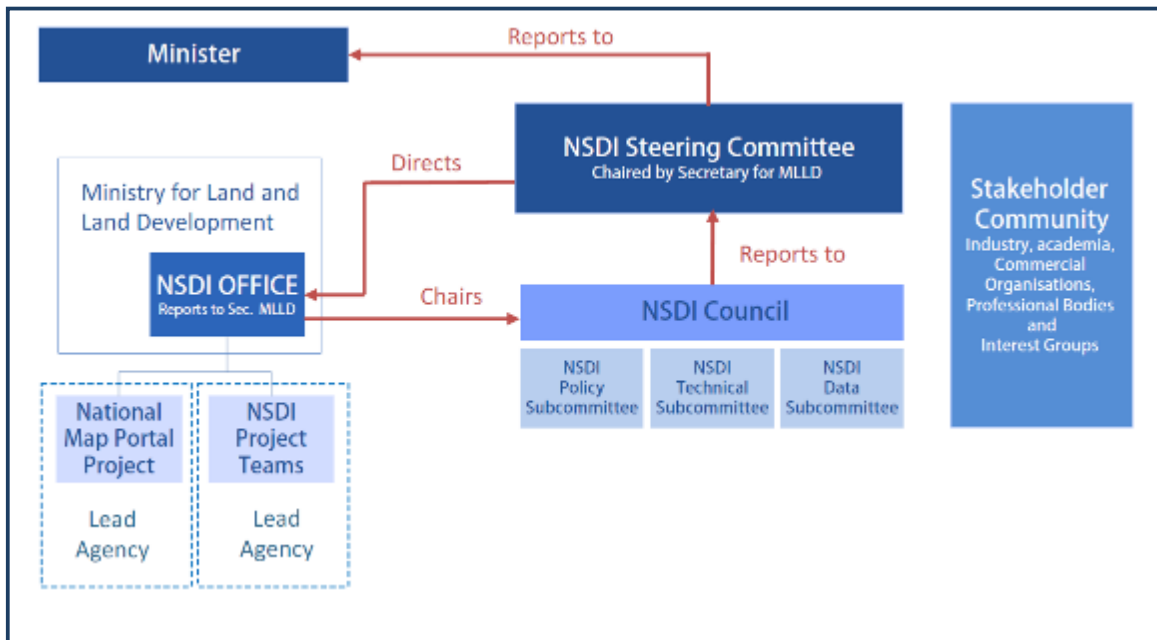 Minister
Reports to
NSDI Steering Committee
Chaired by Secretary for MLLD
Directs
Ministry for Land and
Land Development
NSDI OFFICE
Reports to Sec. MLLD
Chairs
Reports to
NSDI Council
NSDI
Policy
Subcommittee
NSDI
Technical
Subcommittee
NSDI
Data
Subcommittee
Stakeholder
Community
Industry, academia,
Commercial
Organisations,
Professional Bodies
and
Interest Groups
National
Map Portal
Project
Lead
Agency
NSDI
Project
Teams
Lead
Agency